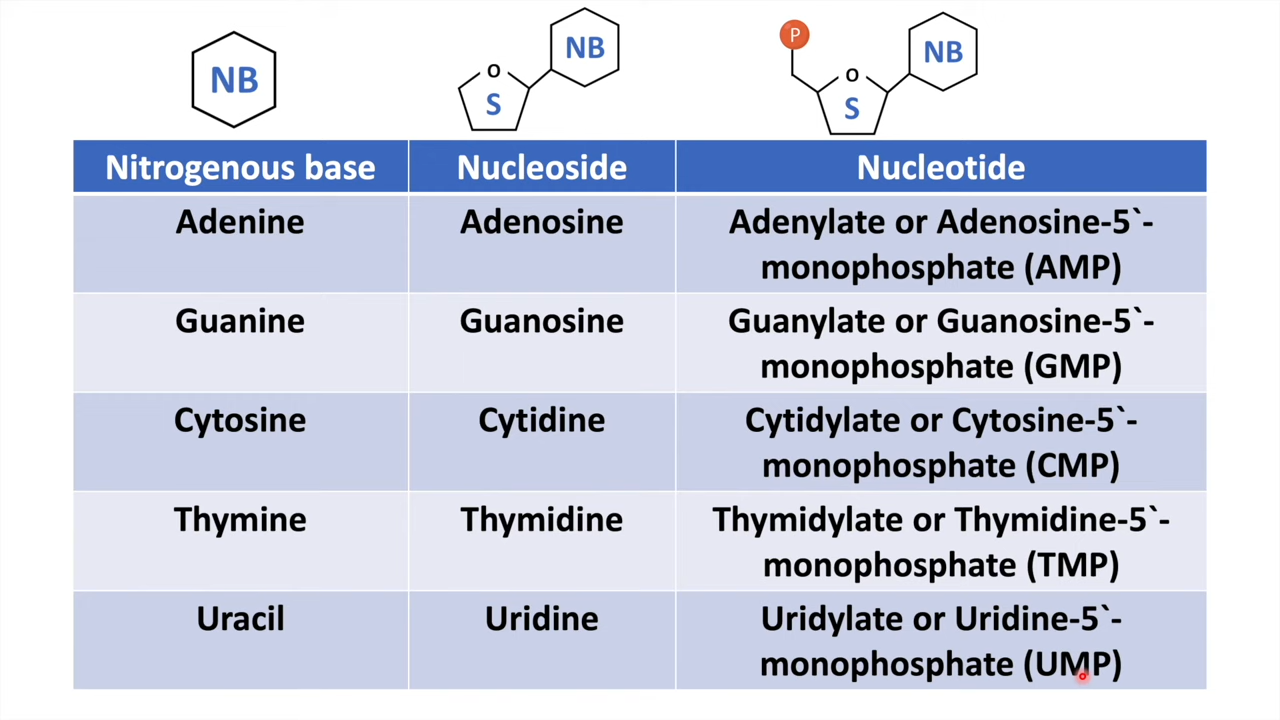 NB
O
S
NB
P
O
S
NB
Nitrogenous base
Nucleoside
Nucleotide
Adenine
Adenosine
Adenylate or Adenosine-5`-
monophosphate (AMP)
Guanine
Guanosine
Guanylate or Guanosine-5`-
monophosphate (GMP)
Cytosine
Cytidine
Cytidylate or Cytosine-5`-
monophosphate (CMP)
Thymine
Thymidine
Thymidylate or Thymidine-5`-
monophosphate (TMP)
Uracil
Uridine
Uridylate or Uridine-5`-
monophosphate (UMP)